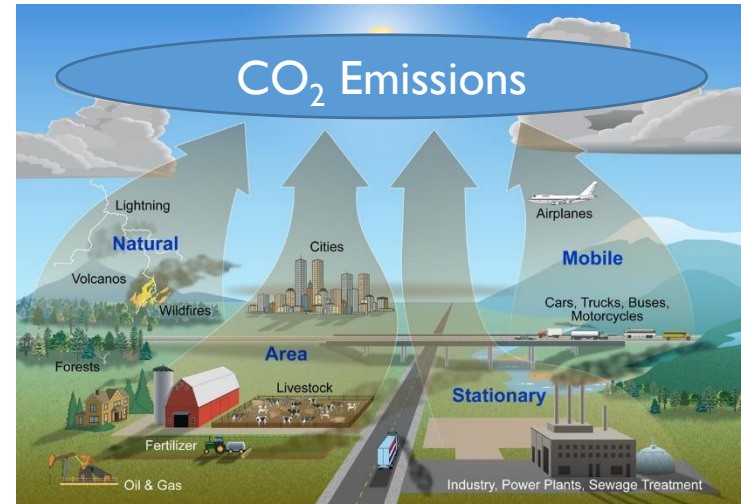 CO₂ Emissions
Lightning
Natural
Volcanos
Wildfires
Forests
Cities
Area
Livestock
Fertilizer
Oil & Gas
Airplanes
Mobile
Cars, Trucks, Buses,
Motorcycles
Stationary
Industry, Power Plants, Sewage Treatment